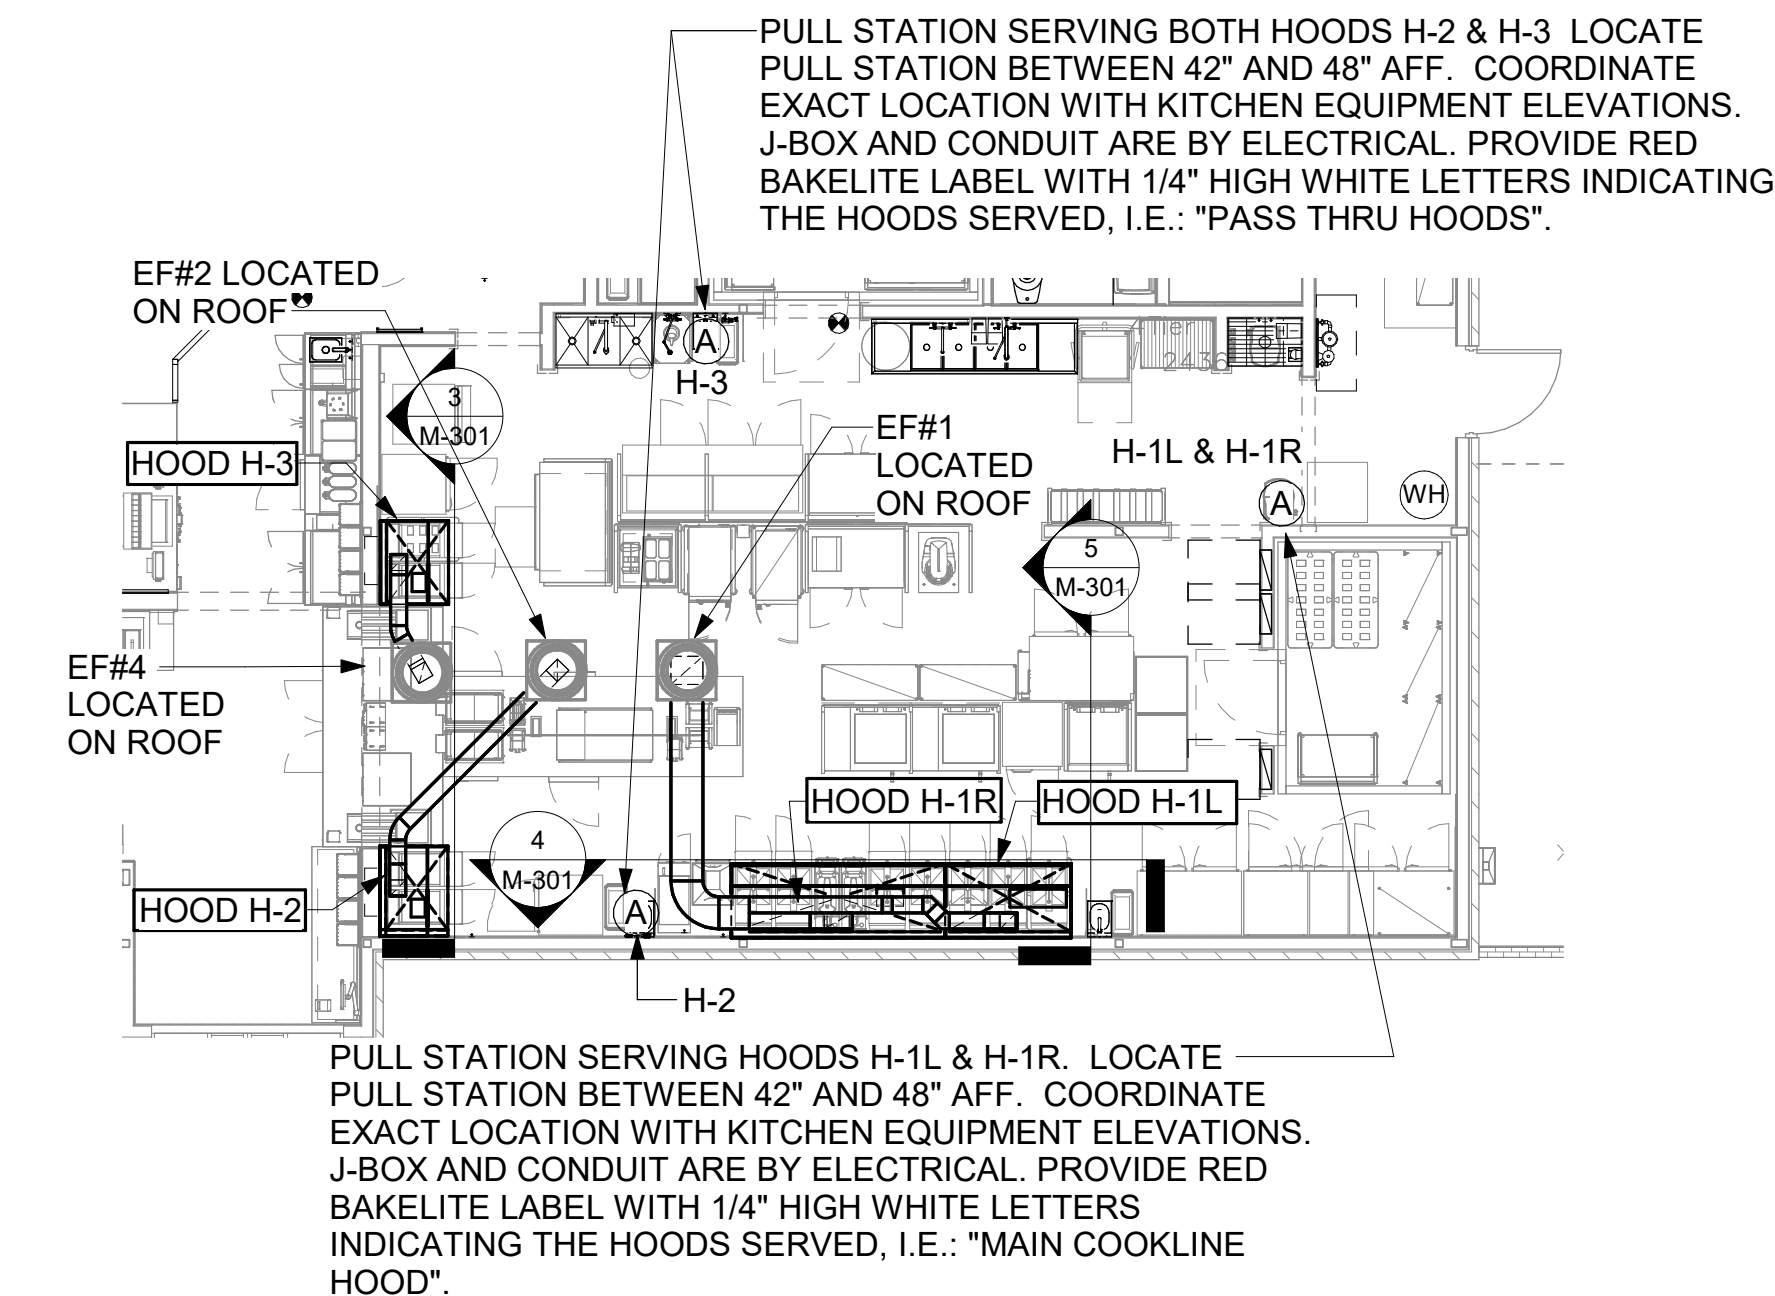 PULL STATION SERVING BOTH HOODS H-2 & H-3 LOCATE
PULL STATION BETWEEN 42" AND 48" AFF. COORDINATE
EXACT LOCATION WITH KITCHEN EQUIPMENT ELEVATIONS.
J-BOX AND CONDUIT ARE BY ELECTRICAL. PROVIDE RED
BAKELITE LABEL WITH 1/4" HIGH WHITE LETTERS INDICATING
THE HOODS SERVED, I.E.: "PASS THRU HOODS".
EF#2 LOCATED
ON ROOF
A
H-3
2436
3
M-301
EF#1
LOCATED
ON ROOF
HOOD H-3
H-1L & H-1R
A
WH
5
M-301
EF#4
LOCATED
ON ROOF
HOOD H-1R
HOOD H-1L
4
M-301
HOOD H-2
A
H-2
PULL STATION SERVING HOODS H-1L & H-1R. LOCATE
PULL STATION BETWEEN 42" AND 48" AFF. COORDINATE
EXACT LOCATION WITH KITCHEN EQUIPMENT ELEVATIONS.
J-BOX AND CONDUIT ARE BY ELECTRICAL. PROVIDE RED
BAKELITE LABEL WITH 1/4" HIGH WHITE LETTERS
INDICATING THE HOODS SERVED, I.E.: "MAIN COOKLINE
HOOD".